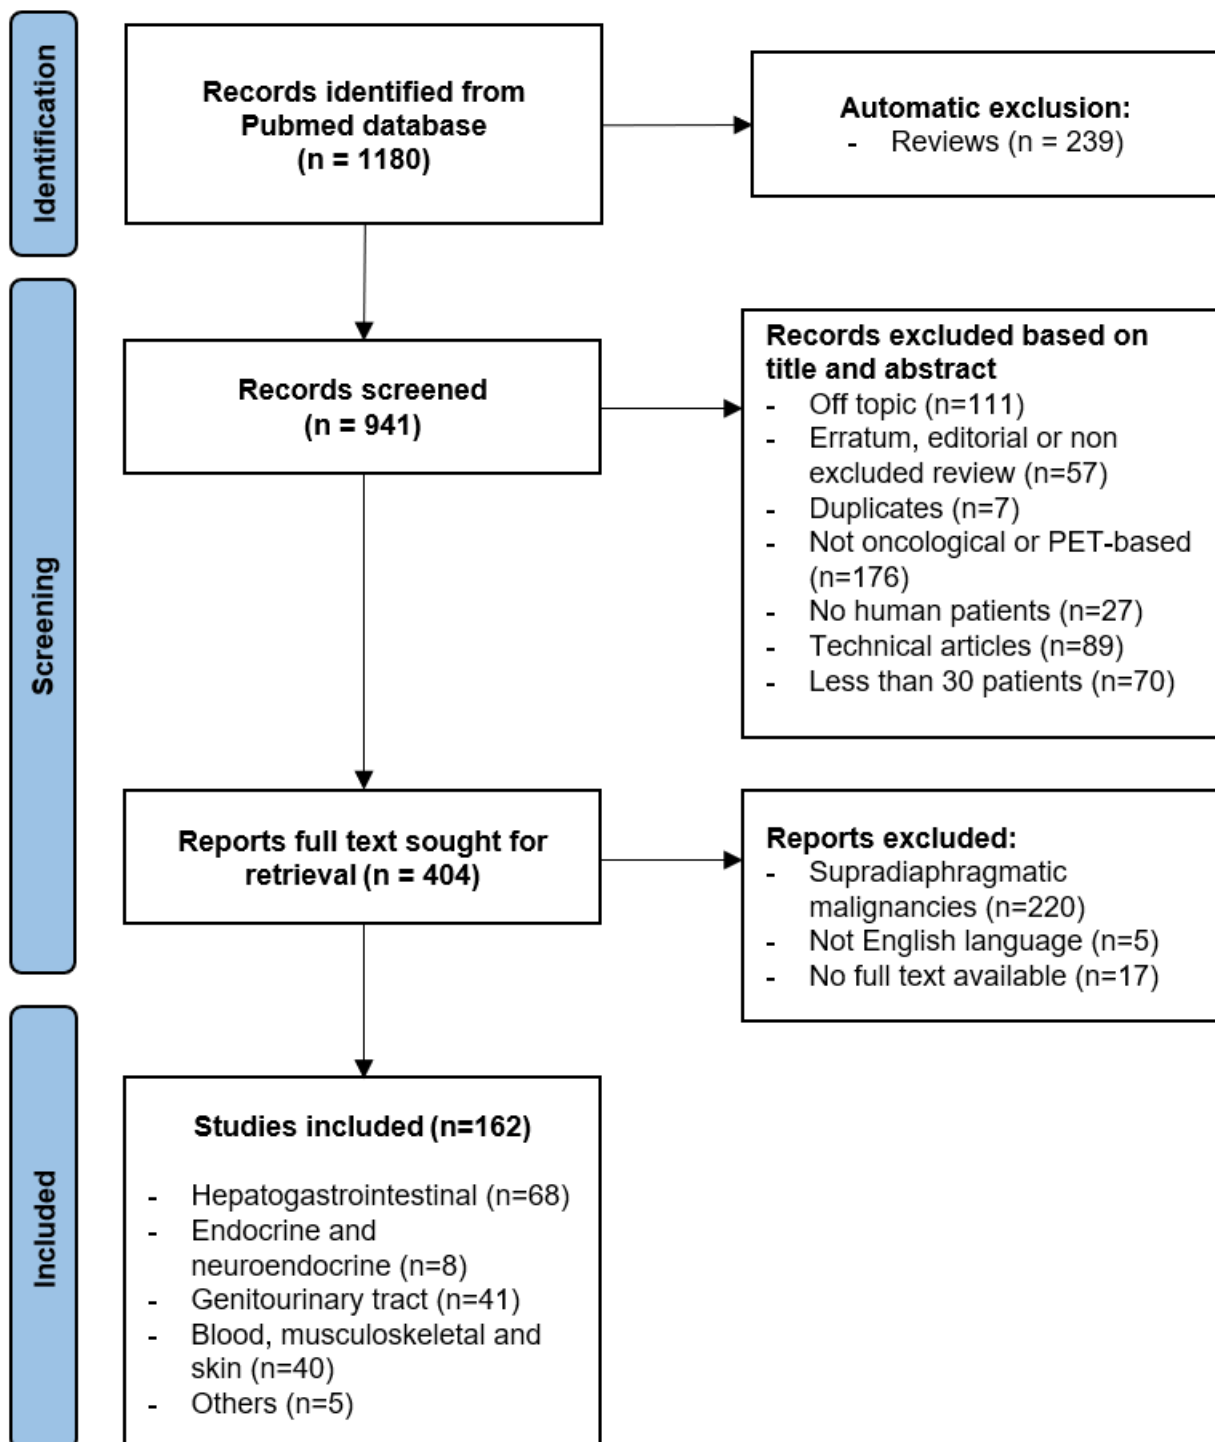 Identification
Records identified from
Pubmed database
(n = 1180)
Automatic exclusion:
- Reviews (n = 239)
Screening
Records screened
(n = 941)
Records excluded based on
title and abstract
- Off topic (n=111)
- Erratum, editorial or non
excluded review (n=57)
- Duplicates (n=7)
- Not oncological or PET-based
(n=176)
- No human patients (n=27)
- Technical articles (n=89)
- Less than 30 patients (n=70)
Reports full text sought for
retrieval (n = 404)
Reports excluded:
- Supradiaphragmatic
malignancies (n=220)
- Not English language (n=5)
- No full text available (n=17)
Included
Studies included (n=162)
- Hepatogastrointestinal (n=68)
- Endocrine and
neuroendocrine (n=8)
- Genitourinary tract (n=41)
- Blood, musculoskeletal and
skin (n=40)
- Others (n=5)